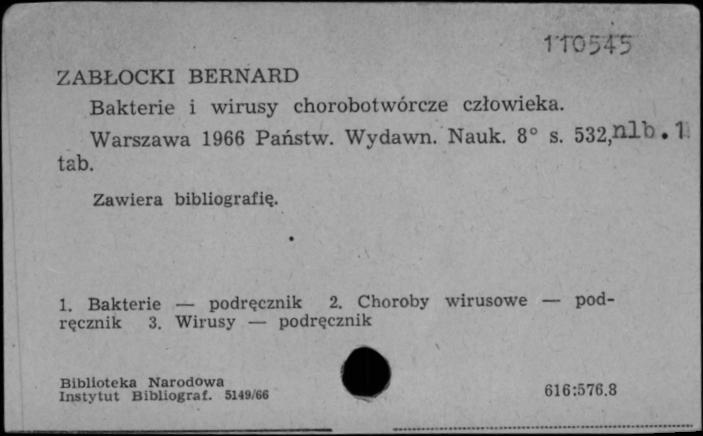 110545
ZABŁOCKI BERNARD
Bakterie i wirusy chorobotwórcze człowieka.
Warszawa 1966 Państw. Wydawn. Nauk. 8° s. 532,nlb. 1
tab.
Zawiera bibliografię.
1. Bakterie — podręcznik 2. Choroby wirusowe — pod-
ręcznik 3. Wirusy — podręcznik
Biblioteka Narodowa
Instytut Bibliograf. 5149/66
616:576.8